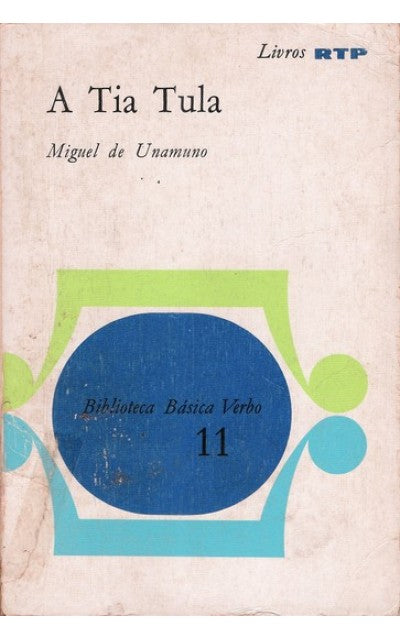 Livros RTP
A Tia Tula
Miguel de Unamuno
Biblioteca Básica Verbo
11